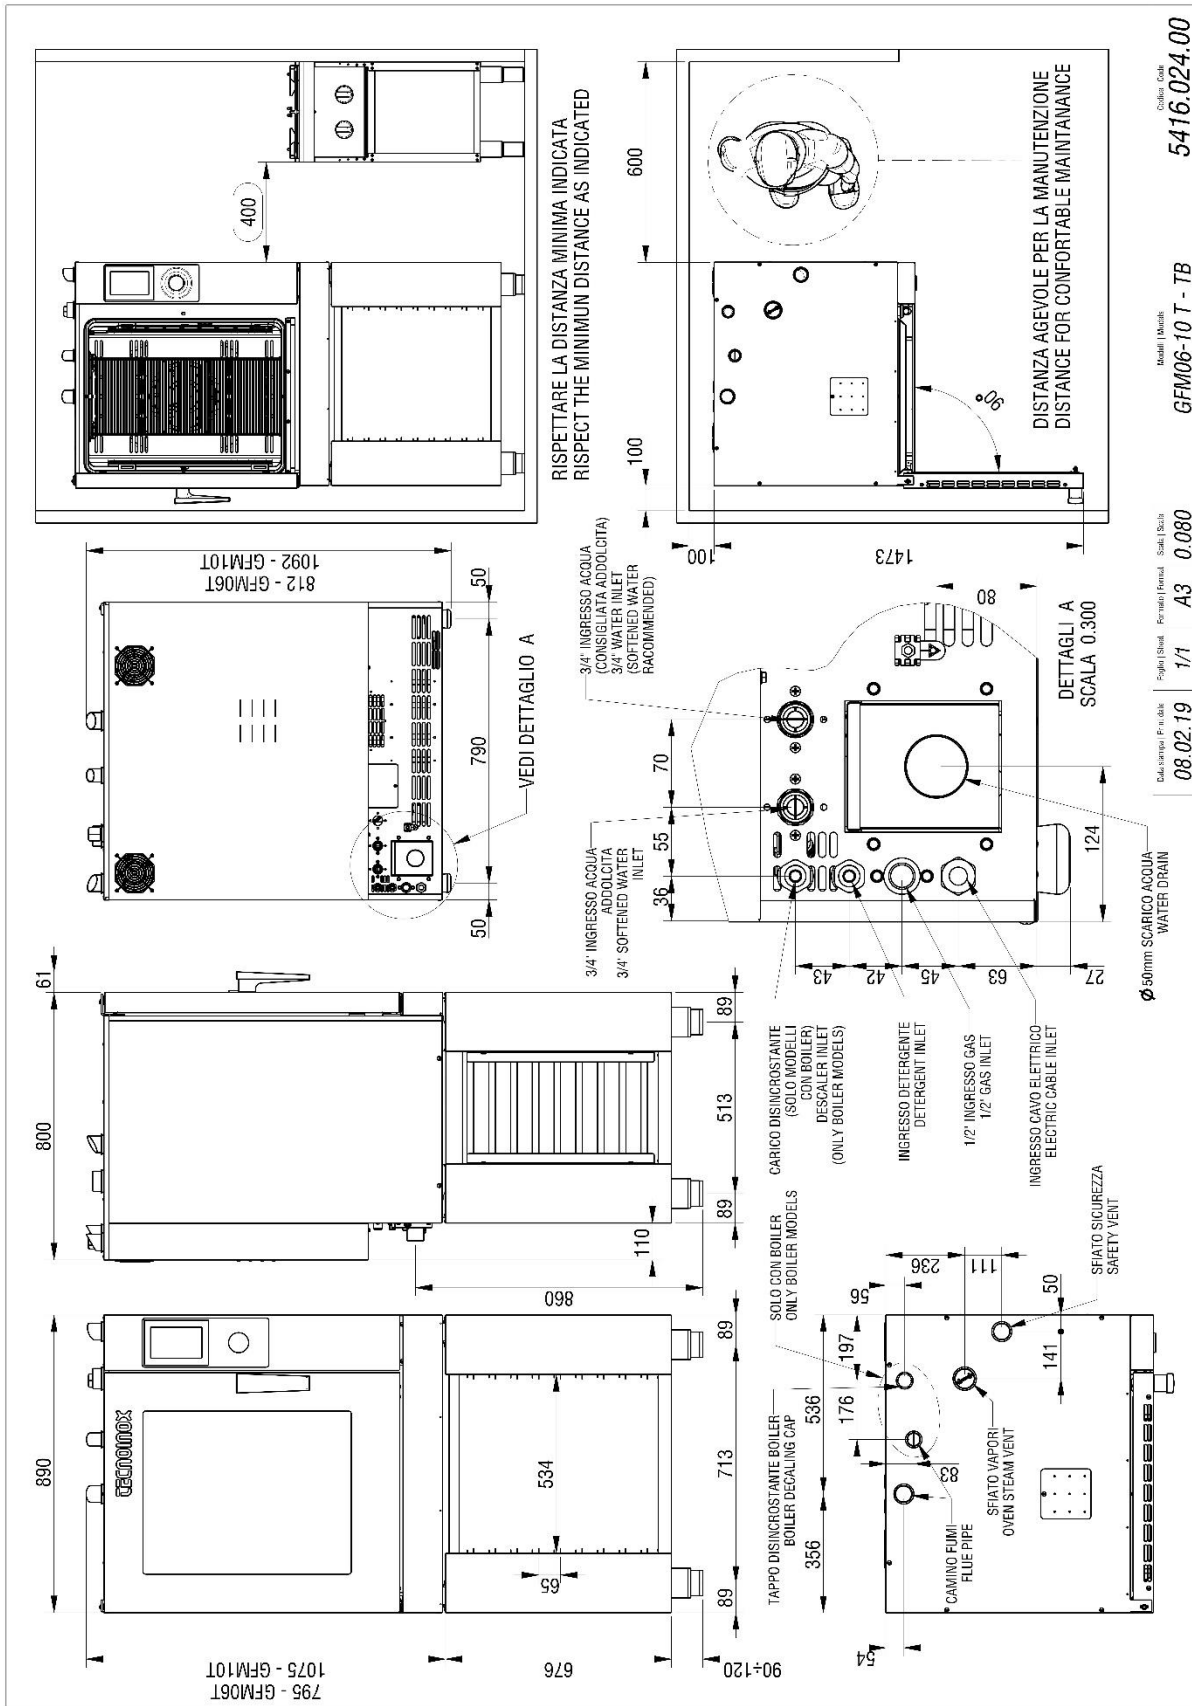 795 - GFM06T
1075 - GFM10T
676
90÷120
890
TECNOINOX
534
65
89
713
89
860
800
61
110
89
513
89
812 - GFM06T
1092 - GFM10T
50
790
50
VEDI DETTAGLIO A
400
RISPETTARE LA DISTANZA MINIMA INDICATA
RISPECT THE MINIMUN DISTANCE AS INDICATED
TAPPO DISINCROSTANTE BOILER
BOILER DECALING CAP
SOLO CON BOILER
ONLY BOILER MODELS
356
536
176
197
54
83
56
236
111
141
50
CAMINO FUMI
FLUE PIPE
SFIATO VAPORI
OVEN STEAM VENT
SFIATO SICUREZZA
SAFETY VENT
3/4" INGRESSO ACQUA
ADDOLCITA
3/4" SOFTENED WATER
INLET
3/4" INGRESSO ACQUA
(CONSIGLIATA ADDOLCITA)
3/4" WATER INLET
(SOFTENED WATER
RACOMMENDED)
36
55
70
CARICO DISINCROSTANTE
(SOLO MODELLI
CON BOILER)
DESCALER INLET
(ONLY BOILER MODELS)
INGRESSO DETERGENTE
DETERGENT INLET
1/2" INGRESSO GAS
1/2" GAS INLET
INGRESSO CAVO ELETTRICO
ELECTRIC CABLE INLET
43
42
45
63
27
80
124
DETTAGLI A
SCALA 0.300
Ø 50mm SCARICO ACQUA
WATER DRAIN
100
600
100
1473
90°
DISTANZA AGEVOLE PER LA MANUTENZIONE
DISTANCE FOR CONFORTABLE MAINTANANCE
Foglio | Sheet
Formato | Format
Scala | Scale
Modelli | Models
08.02.19
1/1
A3
0.080
GFM06-10 T - TB
5416.024.00